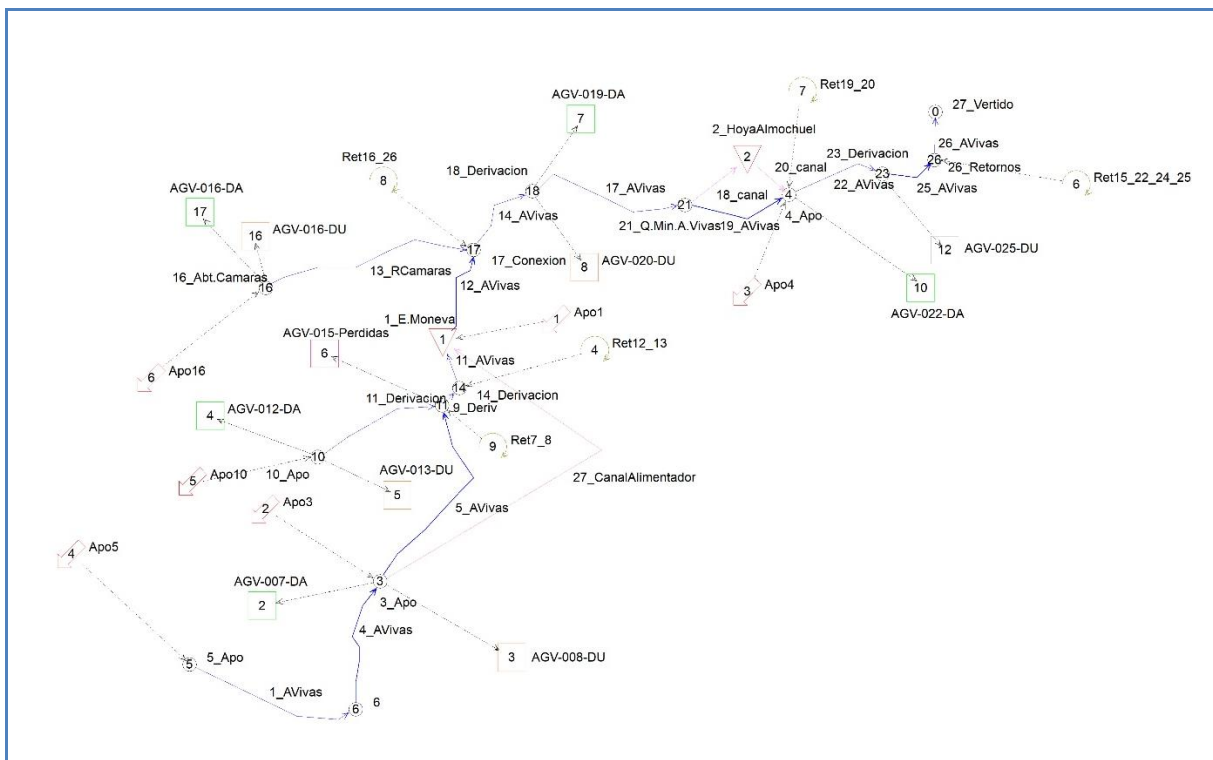 7
Ret19_20
AGV-019-DA
7
0
27_Vertido
2_HoyaAlmochuel
2
26_AVivas
26
26_Retornos
Ret15_22_24_25
6
Ret16_26
8
18_Derivacion
20_canal
23_Derivacion
23
22_AVivas
25_AVivas
AGV-016-DA
17
18
17_AVivas
18_canal
4
4_Apo
14_AVivas
21
21_Q.Min.A.Vivas
19_AVivas
16
AGV-016-DU
17
17_Conexion
8
AGV-020-DU
12
AGV-025-DU
13_RCamaras
16_Abt.Camaras
16
12_AVivas
3
Apo4
10
AGV-022-DA
1_E.Moneva
1
Apo1
1
AGV-015-Perdidas
6
4
Ret12_13
11_AVivas
6
Apo16
14
14_Derivacion
11_Derivacion
11
9_Deriv
AGV-012-DA
4
9
Ret7_8
10
10_Apo
5
Apo10
AGV-013-DU
5
27_CanalAlimentador
2
Apo3
5_AVivas
4
Apo5
AGV-007-DA
2
3
3_Apo
4_AVivas
3
AGV-008-DU
5
5_Apo
1_AVivas
6
6